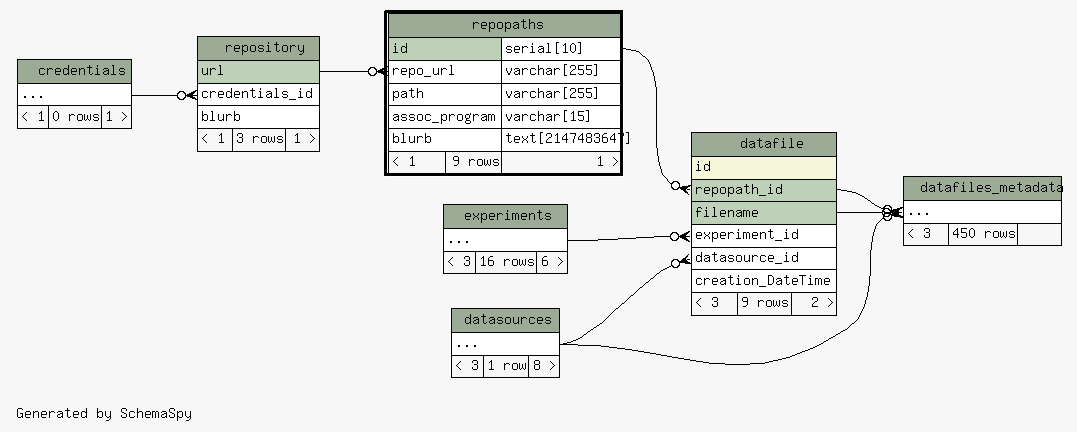 credentials
...
< 1 0 rows 1 >
repository
url
credentials_id
blurb
< 1 3 rows 1 >
repopaths
id serial[10]
repo_url varchar[255]
path varchar[255]
assoc_program varchar[15]
blurb text[2147483647]
< 1 9 rows 1 >
experiments
...
< 3 16 rows 6 >
datasources
...
< 3 1 row 8 >
datafile
id
repopath_id
filename
experiment_id
datasource_id
creation_DateTime
< 3 9 rows 2 >
datafiles_metadata
...
< 3 450 rows
Generated by SchemaSpy